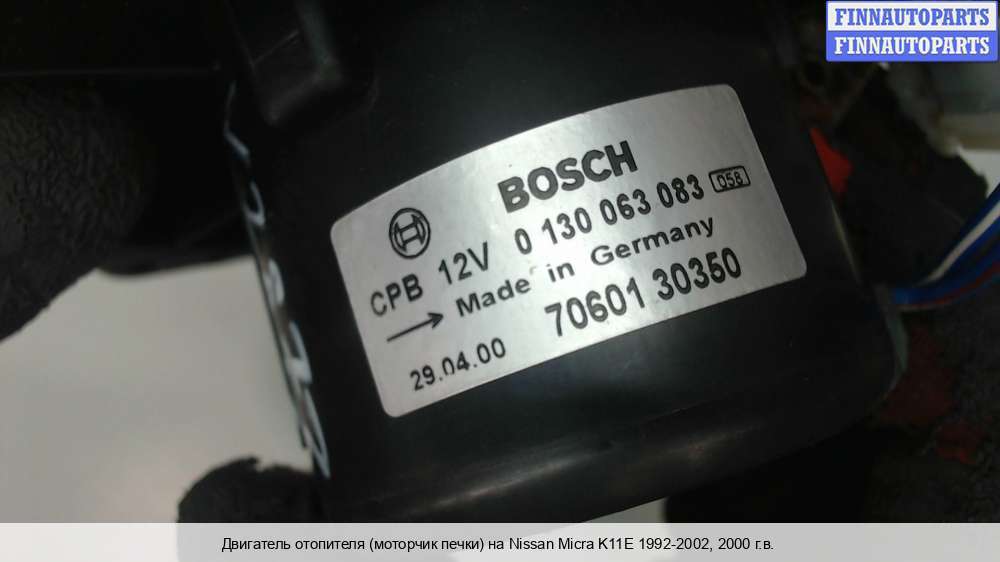 FINNAUTOPARTS
FINNAUTOPARTS
BOSCH
CPB 12V 0 130 063 083 058
Made in Germany
29.04.00 70601 30350
Двигатель отопителя (моторчик печки) на Nissan Micra K11E 1992-2002, 2000 г.в.